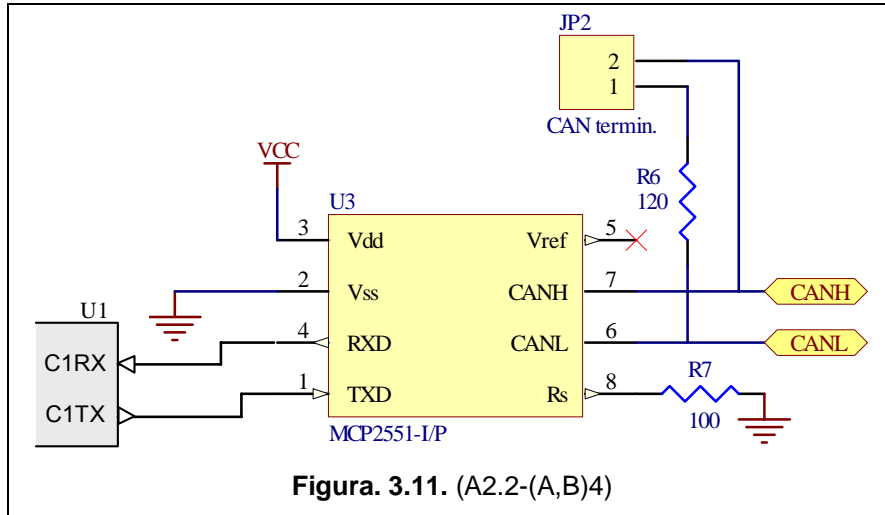 JP2
2
1
CAN termin.
VCC
R6
120
U3
3
Vdd
Vref
5
2
Vss
CANH
7
CANH
U1
4
RXD
CANL
6
CANL
C1RX
R7
1
TXD
Rs
8
C1TX
100
MCP2551-I/P
Figura. 3.11. (A2.2-(A,B)4)